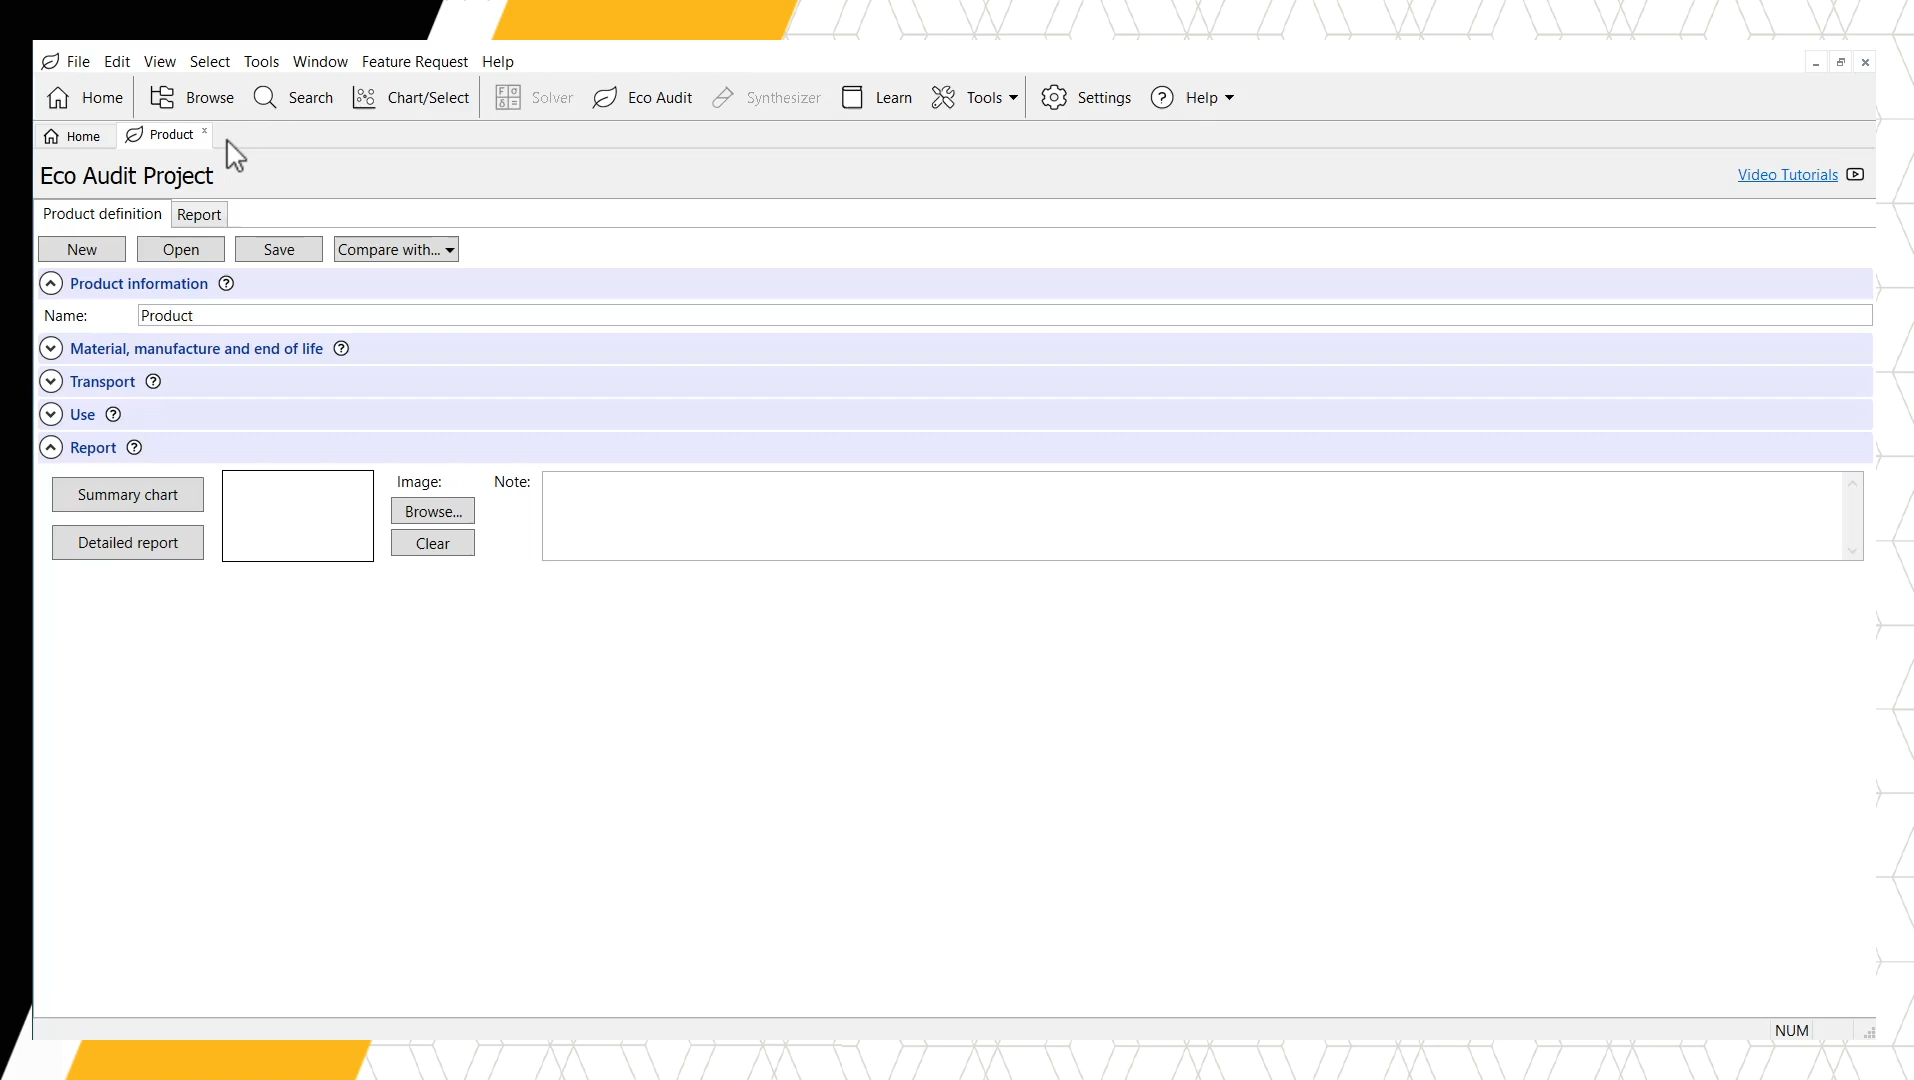 File Edit View Select Tools Window Feature Request Help
Home Browse Search Chart/Select Solver Eco Audit Synthesizer Learn Tools Settings Help
Home Product
Eco Audit Project Video Tutorials
Product definition Report
New Open Save Compare with...
Product information
Name: Product
Material, manufacture and end of life
Transport
Use
Report
Summary chart Image: Note:
Browse...
Detailed report Clear
NUM